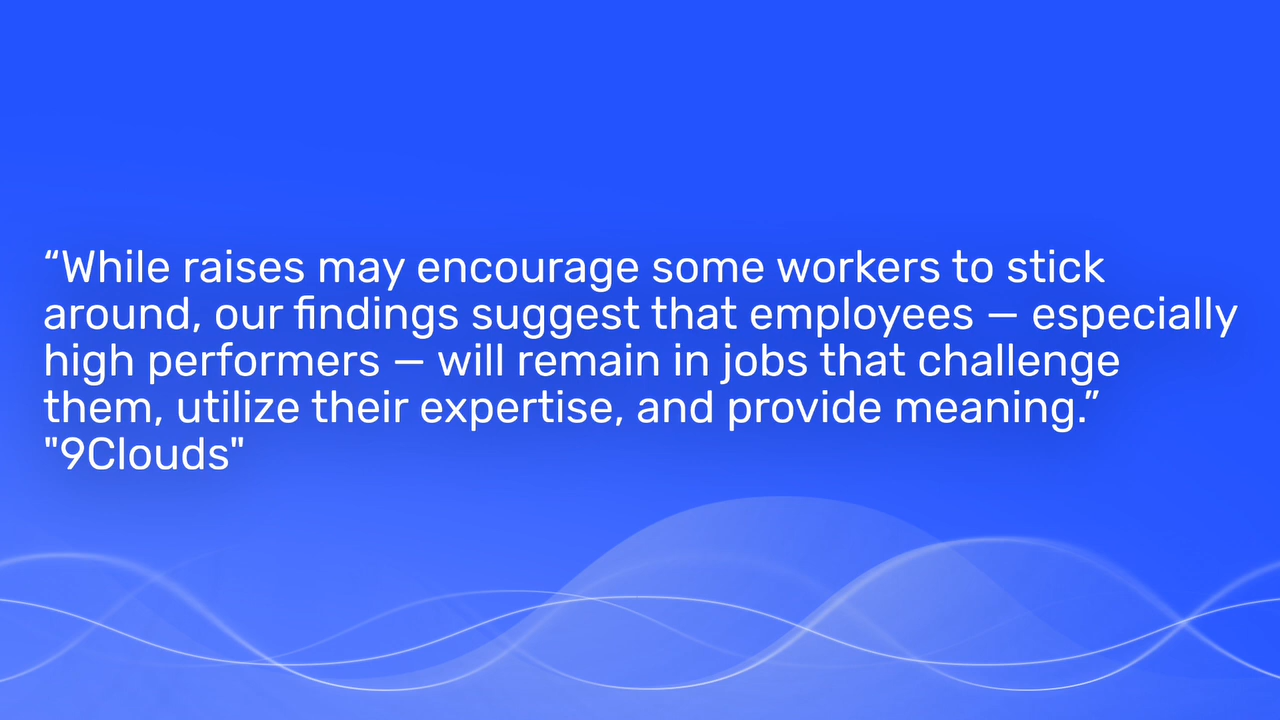 “While raises may encourage some workers to stick
around, our findings suggest that employees – especially
high performers – will remain in jobs that challenge
them, utilize their expertise, and provide meaning.”
"9Clouds"